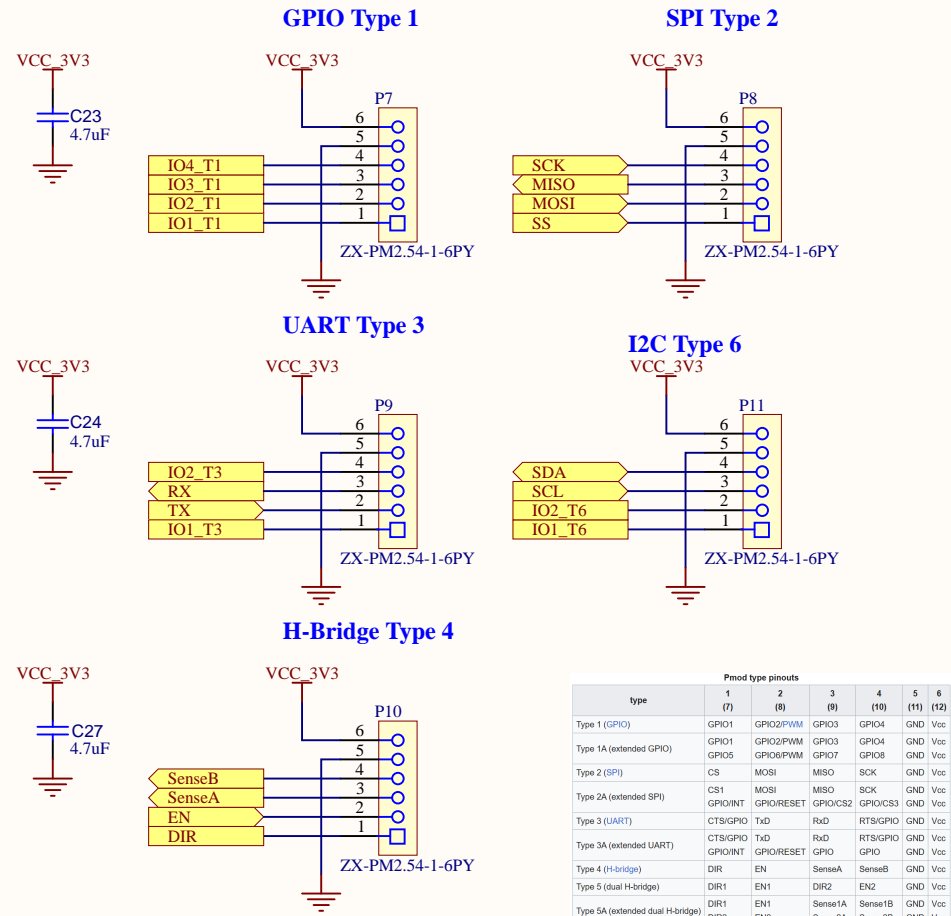 GPIO Type 1
SPI Type 2
VCC_3V3
VCC_3V3
VCC_3V3
C23
4.7uF
P7
6
5
4
3
2
1
IO4_T1
IO3_T1
IO2_T1
IO1_T1
ZX-PM2.54-1-6PY
P8
6
5
4
3
2
1
SCK
MISO
MOSI
SS
ZX-PM2.54-1-6PY
UART Type 3
I2C Type 6
VCC_3V3
VCC_3V3
VCC_3V3
C24
4.7uF
P9
6
5
4
3
2
1
IO2_T3
RX
TX
IO1_T3
ZX-PM2.54-1-6PY
P11
6
5
4
3
2
1
SDA
SCL
IO2_T6
IO1_T6
ZX-PM2.54-1-6PY
H-Bridge Type 4
VCC_3V3
VCC_3V3
C27
4.7uF
P10
6
5
4
3
2
1
SenseB
SenseA
EN
DIR
ZX-PM2.54-1-6PY
Pmod type pinouts
type 1 2 3 4 5 6
(7) (8) (9) (10) (11) (12)
Type 1 (GPIO) GPIO1 GPIO2/PWM GPIO3 GPIO4 GND Vcc
Type 1A (extended GPIO) GPIO1 GPIO2/PWM GPIO3 GPIO4 GND Vcc
GPIO5 GPIO6/PWM GPIO7 GPIO8 GND Vcc
Type 2 (SPI) CS MOSI MISO SCK GND Vcc
Type 2A (extended SPI) CS1 MOSI MISO SCK GND Vcc
GPIO/INT GPIO/RESET GPIO/CS2 GPIO/CS3 GND Vcc
Type 3 (UART) CTS/GPIO TxD RxD RTS/GPIO GND Vcc
Type 3A (extended UART) CTS/GPIO TxD RxD RTS/GPIO GND Vcc
GPIO/INT GPIO/RESET GPIO GPIO GND Vcc
Type 4 (H-bridge) DIR EN SenseA SenseB GND Vcc
Type 5 (dual H-bridge) DIR1 EN1 DIR2 EN2 GND Vcc
Type 5A (extended dual H-bridge) DIR1 EN1 Sense1A Sense1B GND Vcc